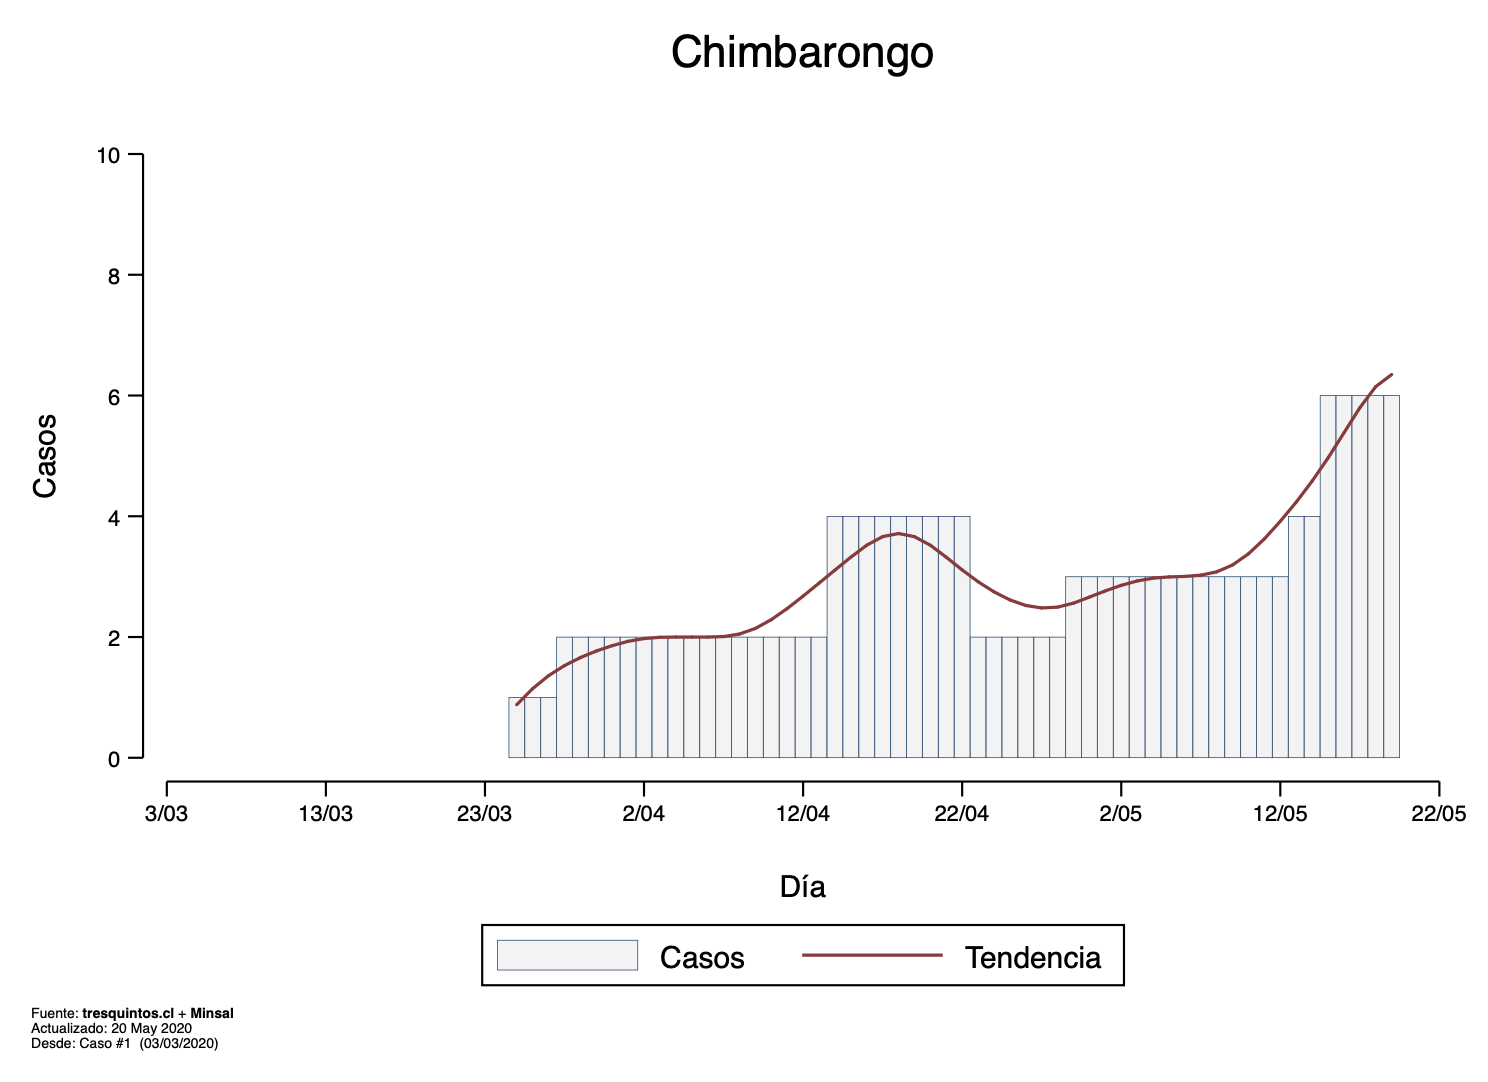 Chimbarongo
10
8
6
4
2
0
Casos
3/03 13/03 23/03 2/04 12/04 22/04 2/05 12/05 22/05
Día
Casos Tendencia
Fuente: tresquintos.cl + Minsal
Actualizado: 20 May 2020
Desde: Caso #1 (03/03/2020)